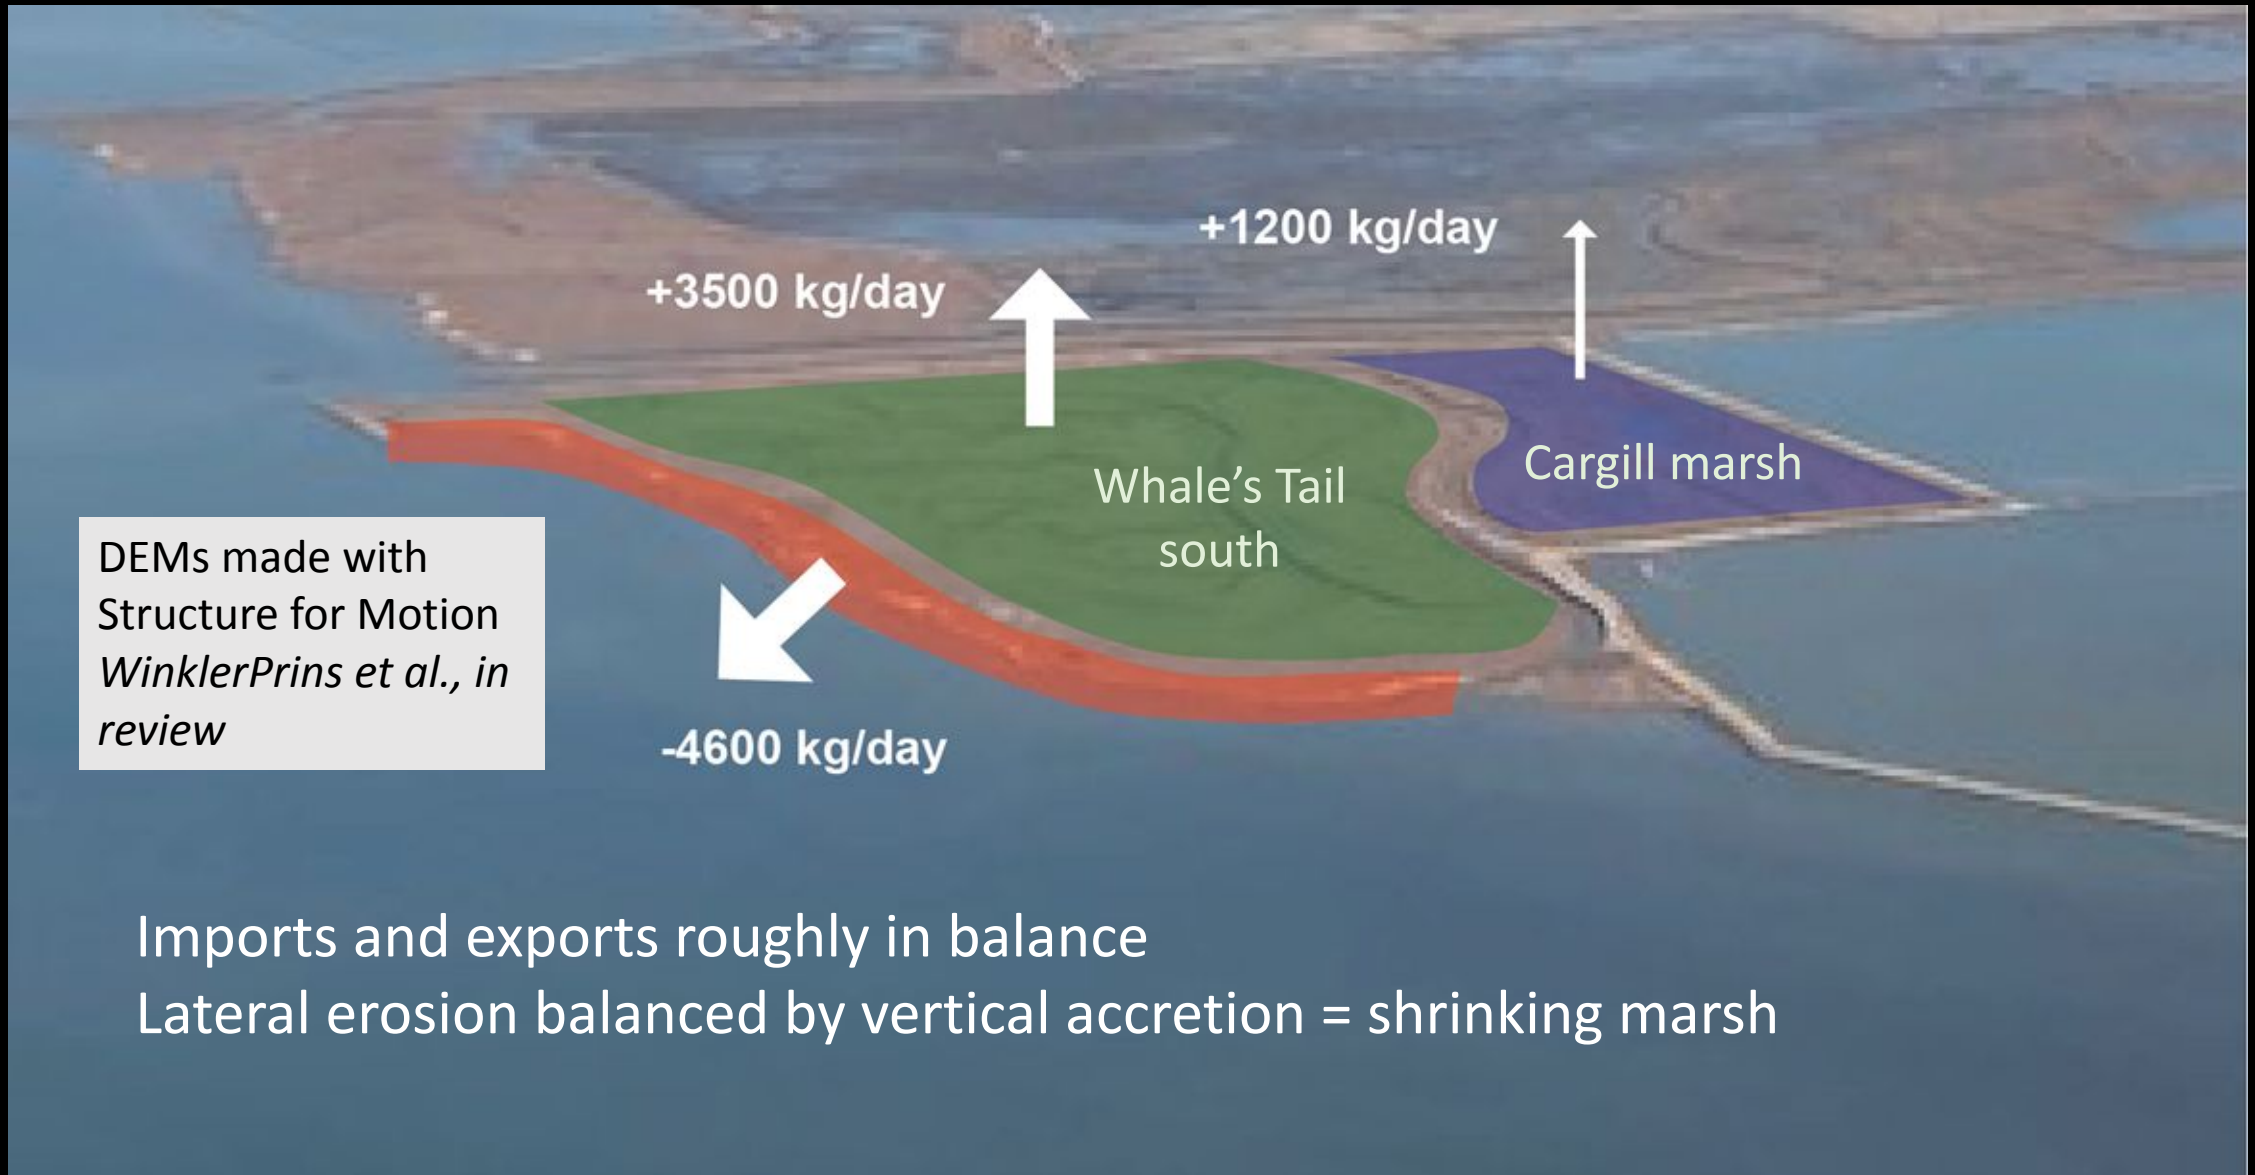 +1200 kg/day
+3500 kg/day
Whale’s Tail
south
Cargill marsh
DEMs made with
Structure for Motion
WinklerPrins et al., in
review
-4600 kg/day
Imports and exports roughly in balance
Lateral erosion balanced by vertical accretion = shrinking marsh